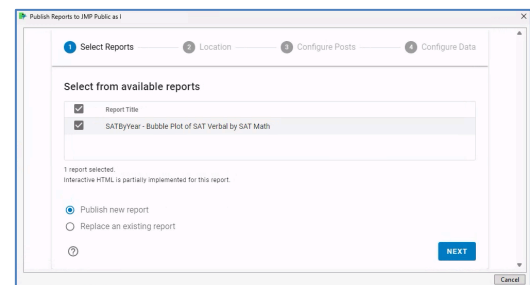 Publish Reports to JMP Public as I
1 Select Reports 2 Location 3 Configure Posts 4 Configure Data
Select from available reports
Report Title
SATByYear - Bubble Plot of SAT Verbal by SAT Math
1 report selected.
Interactive HTML is partially implemented for this report.
Publish new report
Replace an existing report
NEXT
Cancel